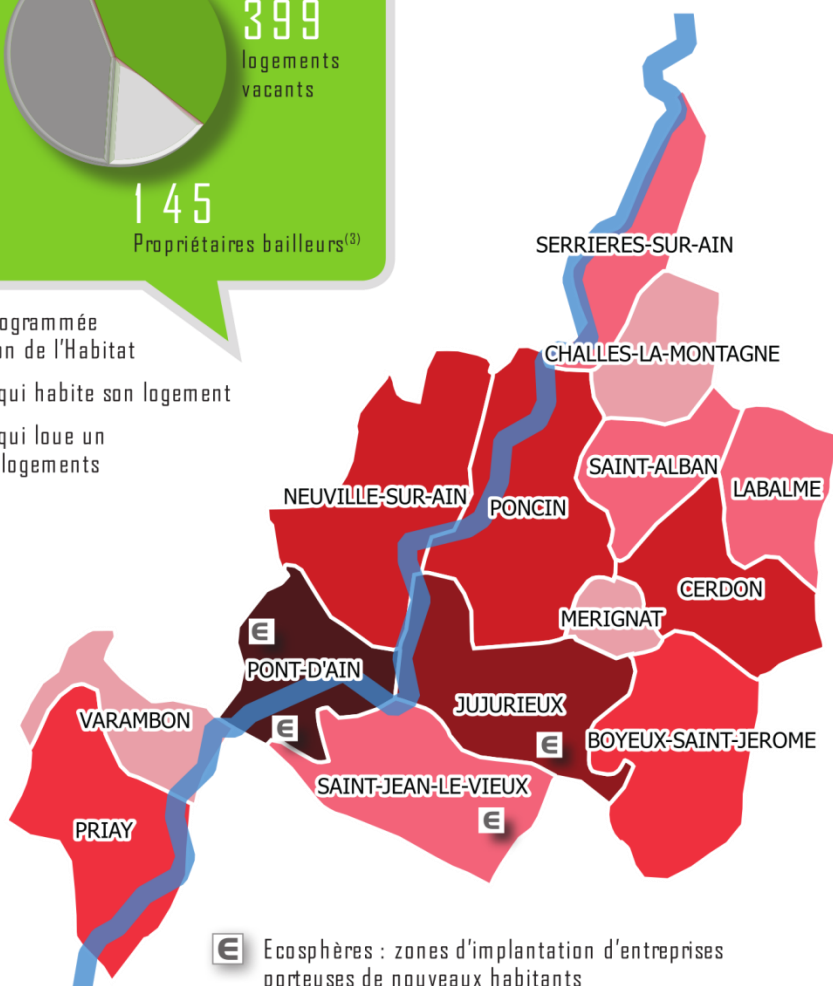 399
logements
vacants
145
Propriétaires bailleurs(3)
ogrammée
on de l'Habitat
qui habite son logement
qui loue un
logements
SERRIERES-SUR-AIN
CHALLES-LA-MONTAGNE
SAINT-ALBAN
LABALME
NEUVILLE-SUR-AIN
PONCIN
CERDON
MERIGNAT
E
PONT-D'AIN
JUJURIEUX
VARAMBON
E
E
BOYEUX-SAINT-JEROME
SAINT-JEAN-LE-VIEUX
E
PRIAY
E Ecosphères : zones d'implantation d'entreprises
porteuses de nouveaux habitants